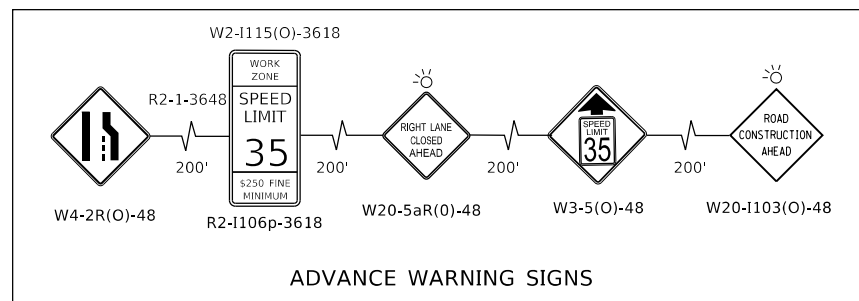 W2-I115(O)-3618
WORK
ZONE
R2-1-3648
SPEED
LIMIT
35
$250 FINE
MINIMUM
R2-I106p-3618
W4-2R(O)-48
200'
200'
RIGHT LANE
CLOSED
AHEAD
W20-5aR(0)-48
200'
SPEED
LIMIT
35
W3-5(O)-48
200'
ROAD
CONSTRUCTION
AHEAD
W20-I103(O)-48
ADVANCE WARNING SIGNS